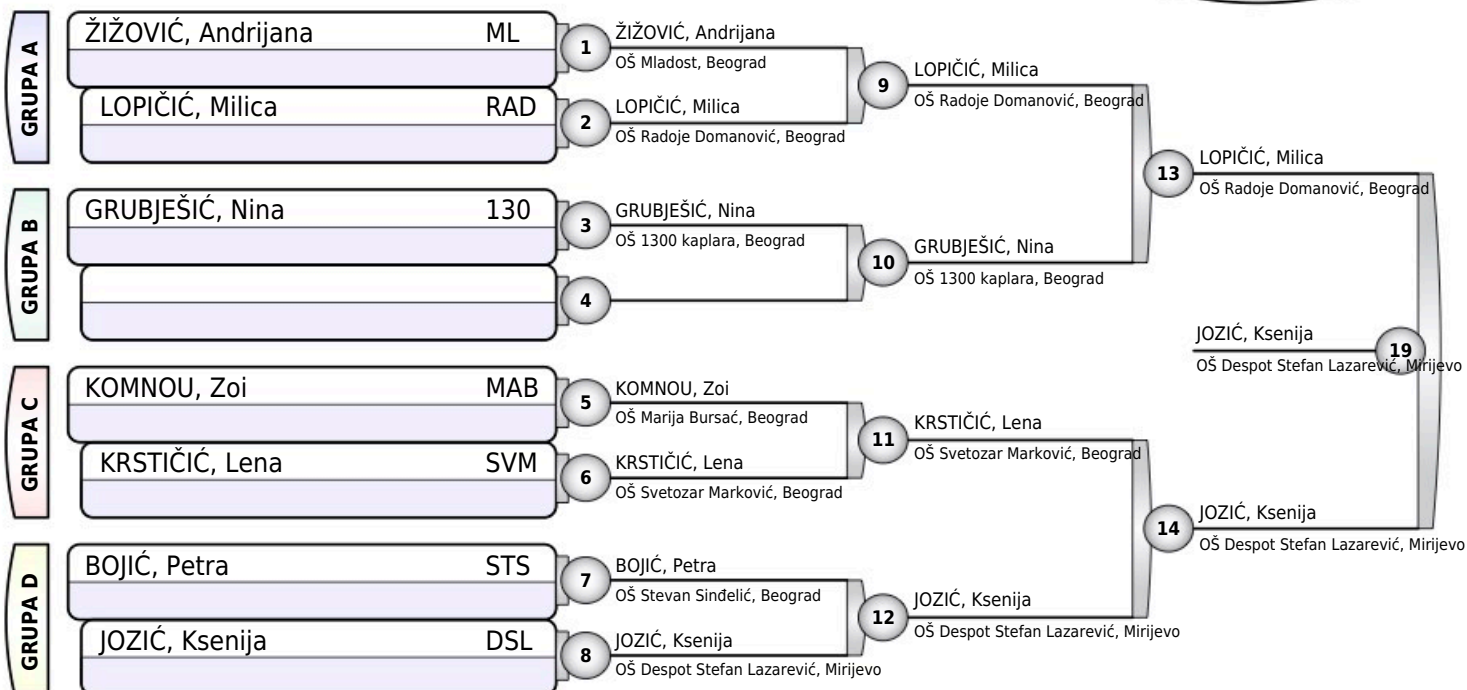 GRUPA A
ŽIŽOVIĆ, Andrijana ML
LOPIČIĆ, Milica RAD
GRUPA B
GRUBJEŠIĆ, Nina 130
GRUPA C
KOMNOU, Zoi MAB
KRSTIČIĆ, Lena SVM
GRUPA D
BOJIĆ, Petra STS
JOZIĆ, Ksenija DSL
1
ŽIŽOVIĆ, Andrijana
OŠ Mladost, Beograd
2
LOPIČIĆ, Milica
OŠ Radoje Domanović, Beograd
3
GRUBJEŠIĆ, Nina
OŠ 1300 kaplara, Beograd
4
5
KOMNOU, Zoi
OŠ Marija Bursać, Beograd
6
KRSTIČIĆ, Lena
OŠ Svetozar Marković, Beograd
7
BOJIĆ, Petra
OŠ Stevan Sinđelić, Beograd
8
JOZIĆ, Ksenija
OŠ Despot Stefan Lazarević, Mirijevo
9
LOPIČIĆ, Milica
OŠ Radoje Domanović, Beograd
10
GRUBJEŠIĆ, Nina
OŠ 1300 kaplara, Beograd
11
KRSTIČIĆ, Lena
OŠ Svetozar Marković, Beograd
12
JOZIĆ, Ksenija
OŠ Despot Stefan Lazarević, Mirijevo
13
LOPIČIĆ, Milica
OŠ Radoje Domanović, Beograd
14
JOZIĆ, Ksenija
OŠ Despot Stefan Lazarević, Mirijevo
19
JOZIĆ, Ksenija
OŠ Despot Stefan Lazarević, Mirijevo